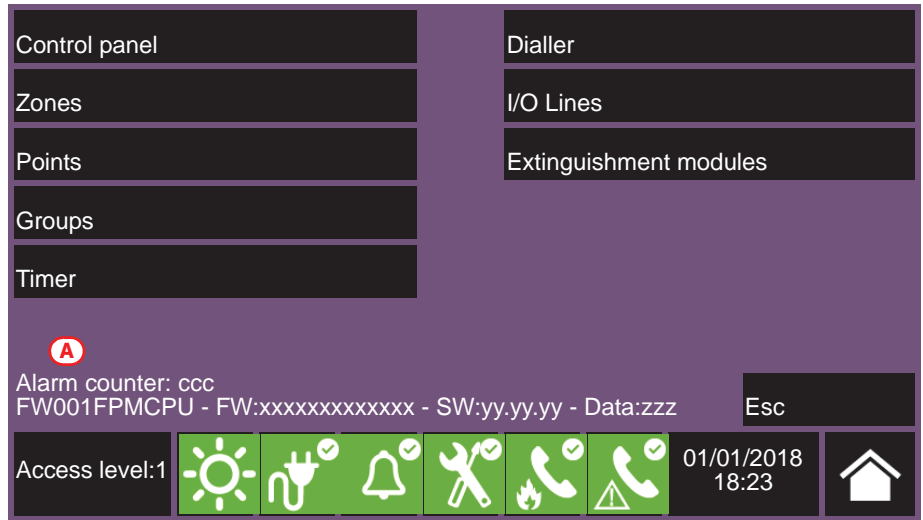 Control panel
Dialler
Zones
I/O Lines
Points
Extinguishment modules
Groups
Timer
A
Alarm counter: ccc
FW001FPMCPU - FW:xxxxxxxxxxxxx - SW:yy.yy.yy - Data:zzz
Esc
Access level:1
01/01/2018
18:23